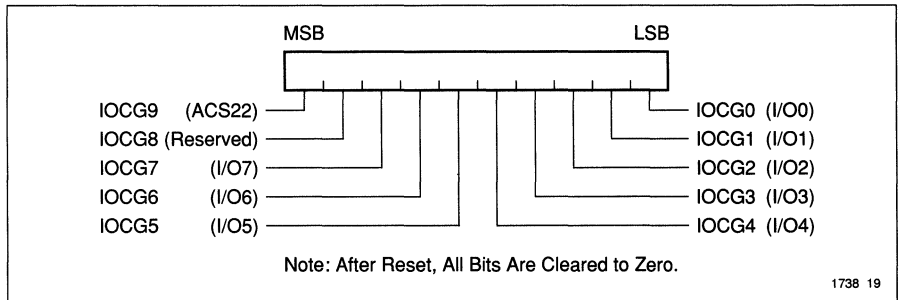 MSB LSB
IOCG9 (ACS22) IOCG0 (I/O0)
IOCG8 (Reserved) IOCG1 (I/O1)
IOCG7 (I/O7) IOCG2 (I/O2)
IOCG6 (I/O6) IOCG3 (I/O3)
IOCG5 (I/O5) IOCG4 (I/O4)
Note: After Reset, All Bits Are Cleared to Zero.
1738 19